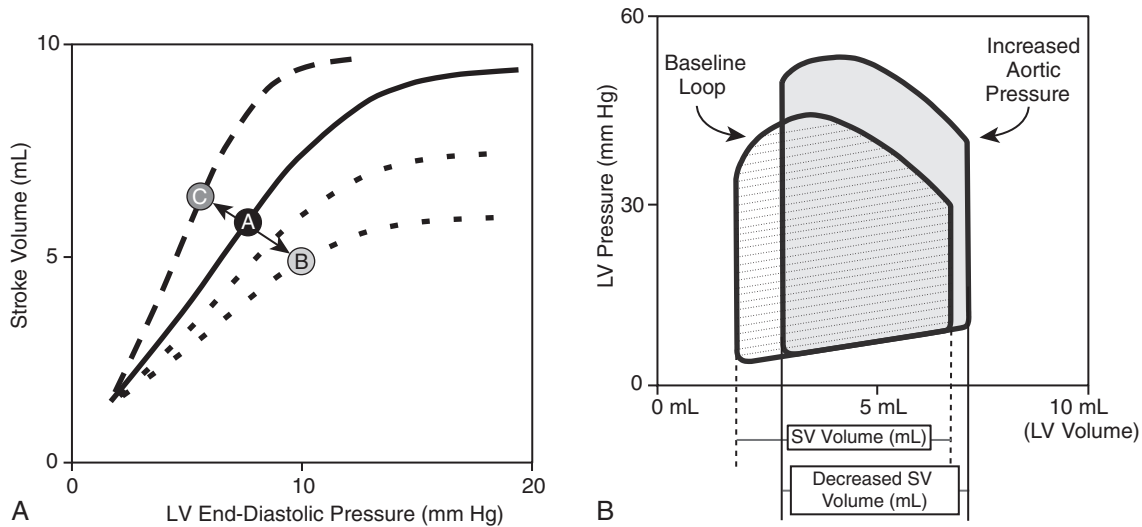 10
5
0
Stroke Volume (mL)
C
A
B
0
10
20
LV End-Diastolic Pressure (mm Hg)
A
60
30
0
LV Pressure (mm Hg)
Baseline
Loop
Increased
Aortic
Pressure
0 mL
5 mL
10 mL
(LV Volume)
SV Volume (mL)
Decreased SV
Volume (mL)
B